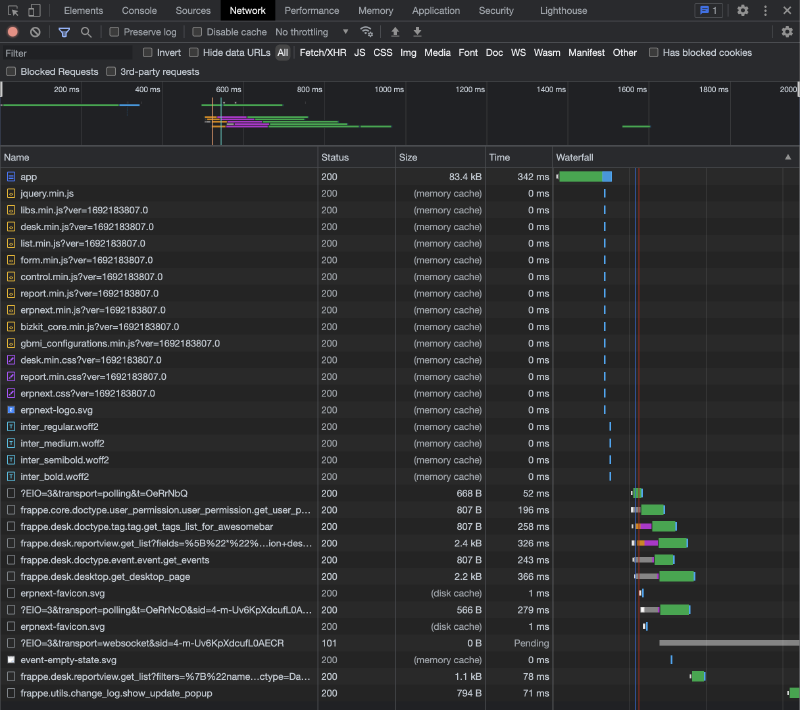 Elements Console Sources Network Performance Memory Application Security Lighthouse 1
Preserve log Disable cache No throttling
Filter Invert Hide data URLs All Fetch/XHR JS CSS Img Media Font Doc WS Wasm Manifest Other Has blocked cookies
Blocked Requests 3rd-party requests
200 ms 400 ms 600 ms 800 ms 1000 ms 1200 ms 1400 ms 1600 ms 1800 ms 2000
Name Status Size Time Waterfall
app 200 83.4 kB 342 ms
jquery.min.js 200 (memory cache) 0 ms
libs.min.js?ver=1692183807.0 200 (memory cache) 0 ms
desk.min.js?ver=1692183807.0 200 (memory cache) 0 ms
list.min.js?ver=1692183807.0 200 (memory cache) 0 ms
form.min.js?ver=1692183807.0 200 (memory cache) 0 ms
control.min.js?ver=1692183807.0 200 (memory cache) 0 ms
report.min.js?ver=1692183807.0 200 (memory cache) 0 ms
erpnext.min.js?ver=1692183807.0 200 (memory cache) 0 ms
bizkit_core.min.js?ver=1692183807.0 200 (memory cache) 0 ms
gbmi_configurations.min.js?ver=1692183807.0 200 (memory cache) 0 ms
desk.min.css?ver=1692183807.0 200 (memory cache) 0 ms
report.min.css?ver=1692183807.0 200 (memory cache) 0 ms
erpnext.css?ver=1692183807.0 200 (memory cache) 0 ms
erpnext-logo.svg 200 (memory cache) 0 ms
inter_regular.woff2 200 (memory cache) 0 ms
inter_medium.woff2 200 (memory cache) 0 ms
inter_semibold.woff2 200 (memory cache) 0 ms
inter_bold.woff2 200 (memory cache) 0 ms
?EIO=3&transport=polling&t=OeRrNbQ 200 668 B 52 ms
frappe.core.doctype.user_permission.user_permission.get_user_p... 200 807 B 196 ms
frappe.desk.doctype.tag.tag.get_tags_list_for_awesomebar 200 807 B 258 ms
frappe.desk.reportview.get_list?fields=%5B%22*%22%...ion+des... 200 2.4 kB 326 ms
frappe.desk.doctype.event.event.get_events 200 807 B 243 ms
frappe.desk.desktop.get_desktop_page 200 2.2 kB 366 ms
erpnext-favicon.svg 200 (disk cache) 1 ms
?EIO=3&transport=polling&t=OeRrNcO&sid=4-m-Uv6KpXdcufL0A... 200 566 B 279 ms
erpnext-favicon.svg 200 (disk cache) 1 ms
?EIO=3&transport=websocket&sid=4-m-Uv6KpXdcufL0AECR 101 0 B Pending
event-empty-state.svg 200 (memory cache) 0 ms
frappe.desk.reportview.get_list?filters=%7B%22name...ctype=Da... 200 1.1 kB 78 ms
frappe.utils.change_log.show_update_popup 200 794 B 71 ms